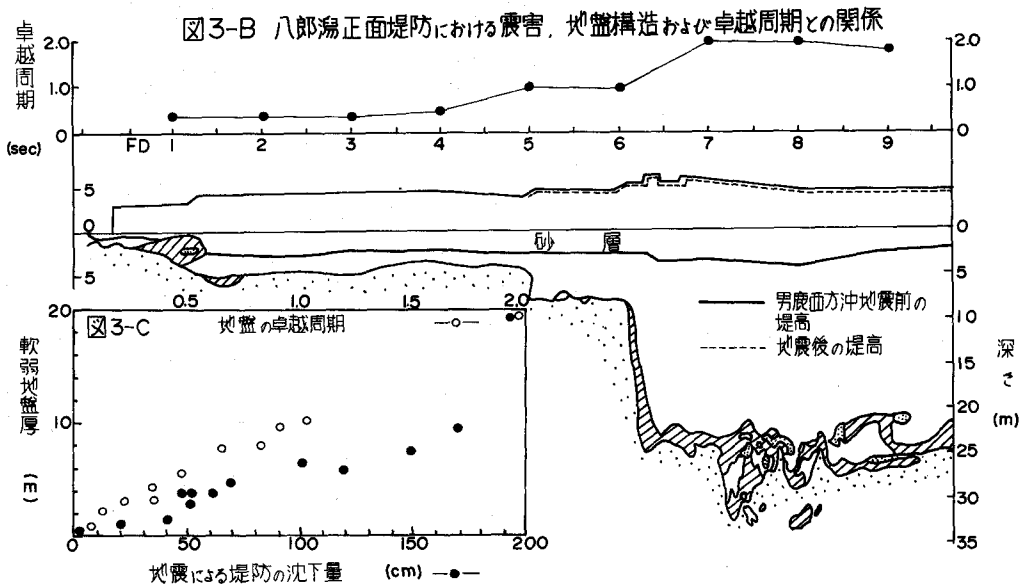 図3-B 八郎潟正面堤防における震害,地盤構造および卓越周期との関係
卓越周期
(sec)
2.0
1.0
0
2.0
1.0
0
FD 1 2 3 4 5 6 7 8 9
5
0
5
5
0
5
10
15
20
25
30
35
深さ
(m)
砂 層
男鹿西方沖地震前の
堤高
地震後の堤高
0.5 1.0 1.5 2.0
図3-C 地盤の卓越周期
軟弱地盤厚
(m)
20
10
0 50 100 150 200
地震による堤防の沈下量 (cm)